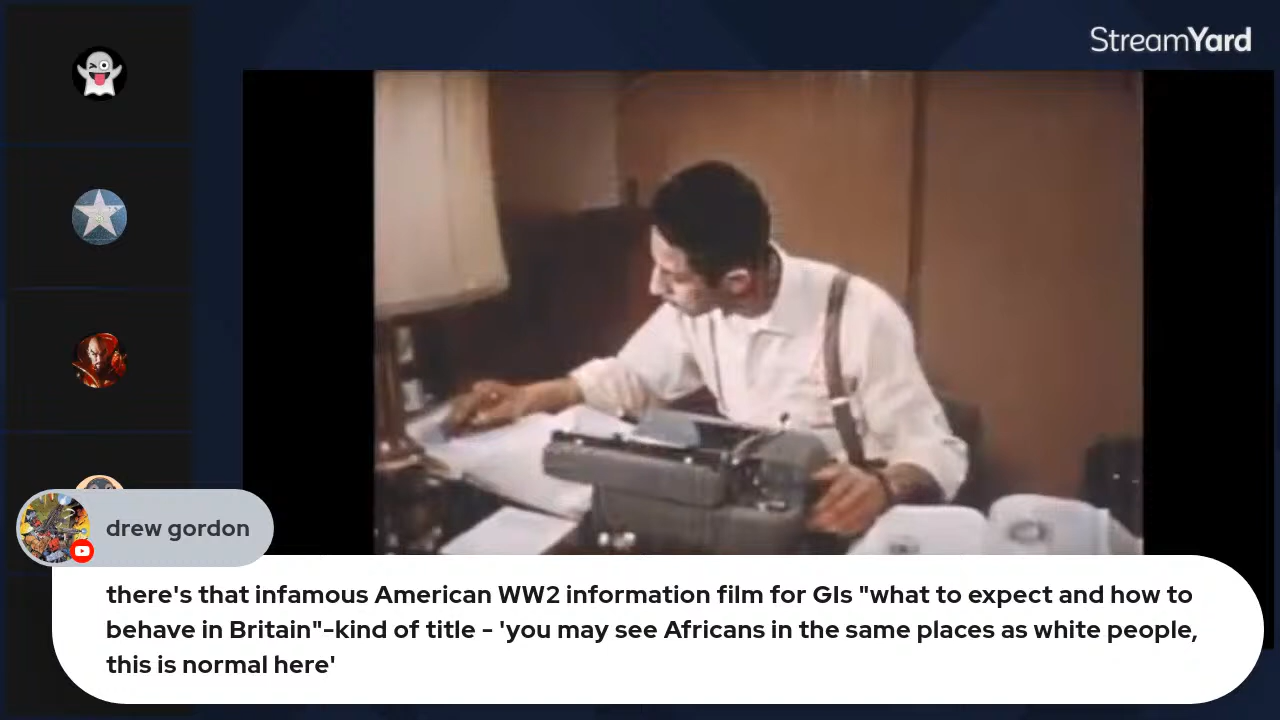 StreamYard
drew gordon
there's that infamous American WW2 information film for GIs "what to expect and how to
behave in Britain"-kind of title - 'you may see Africans in the same places as white people,
this is normal here'